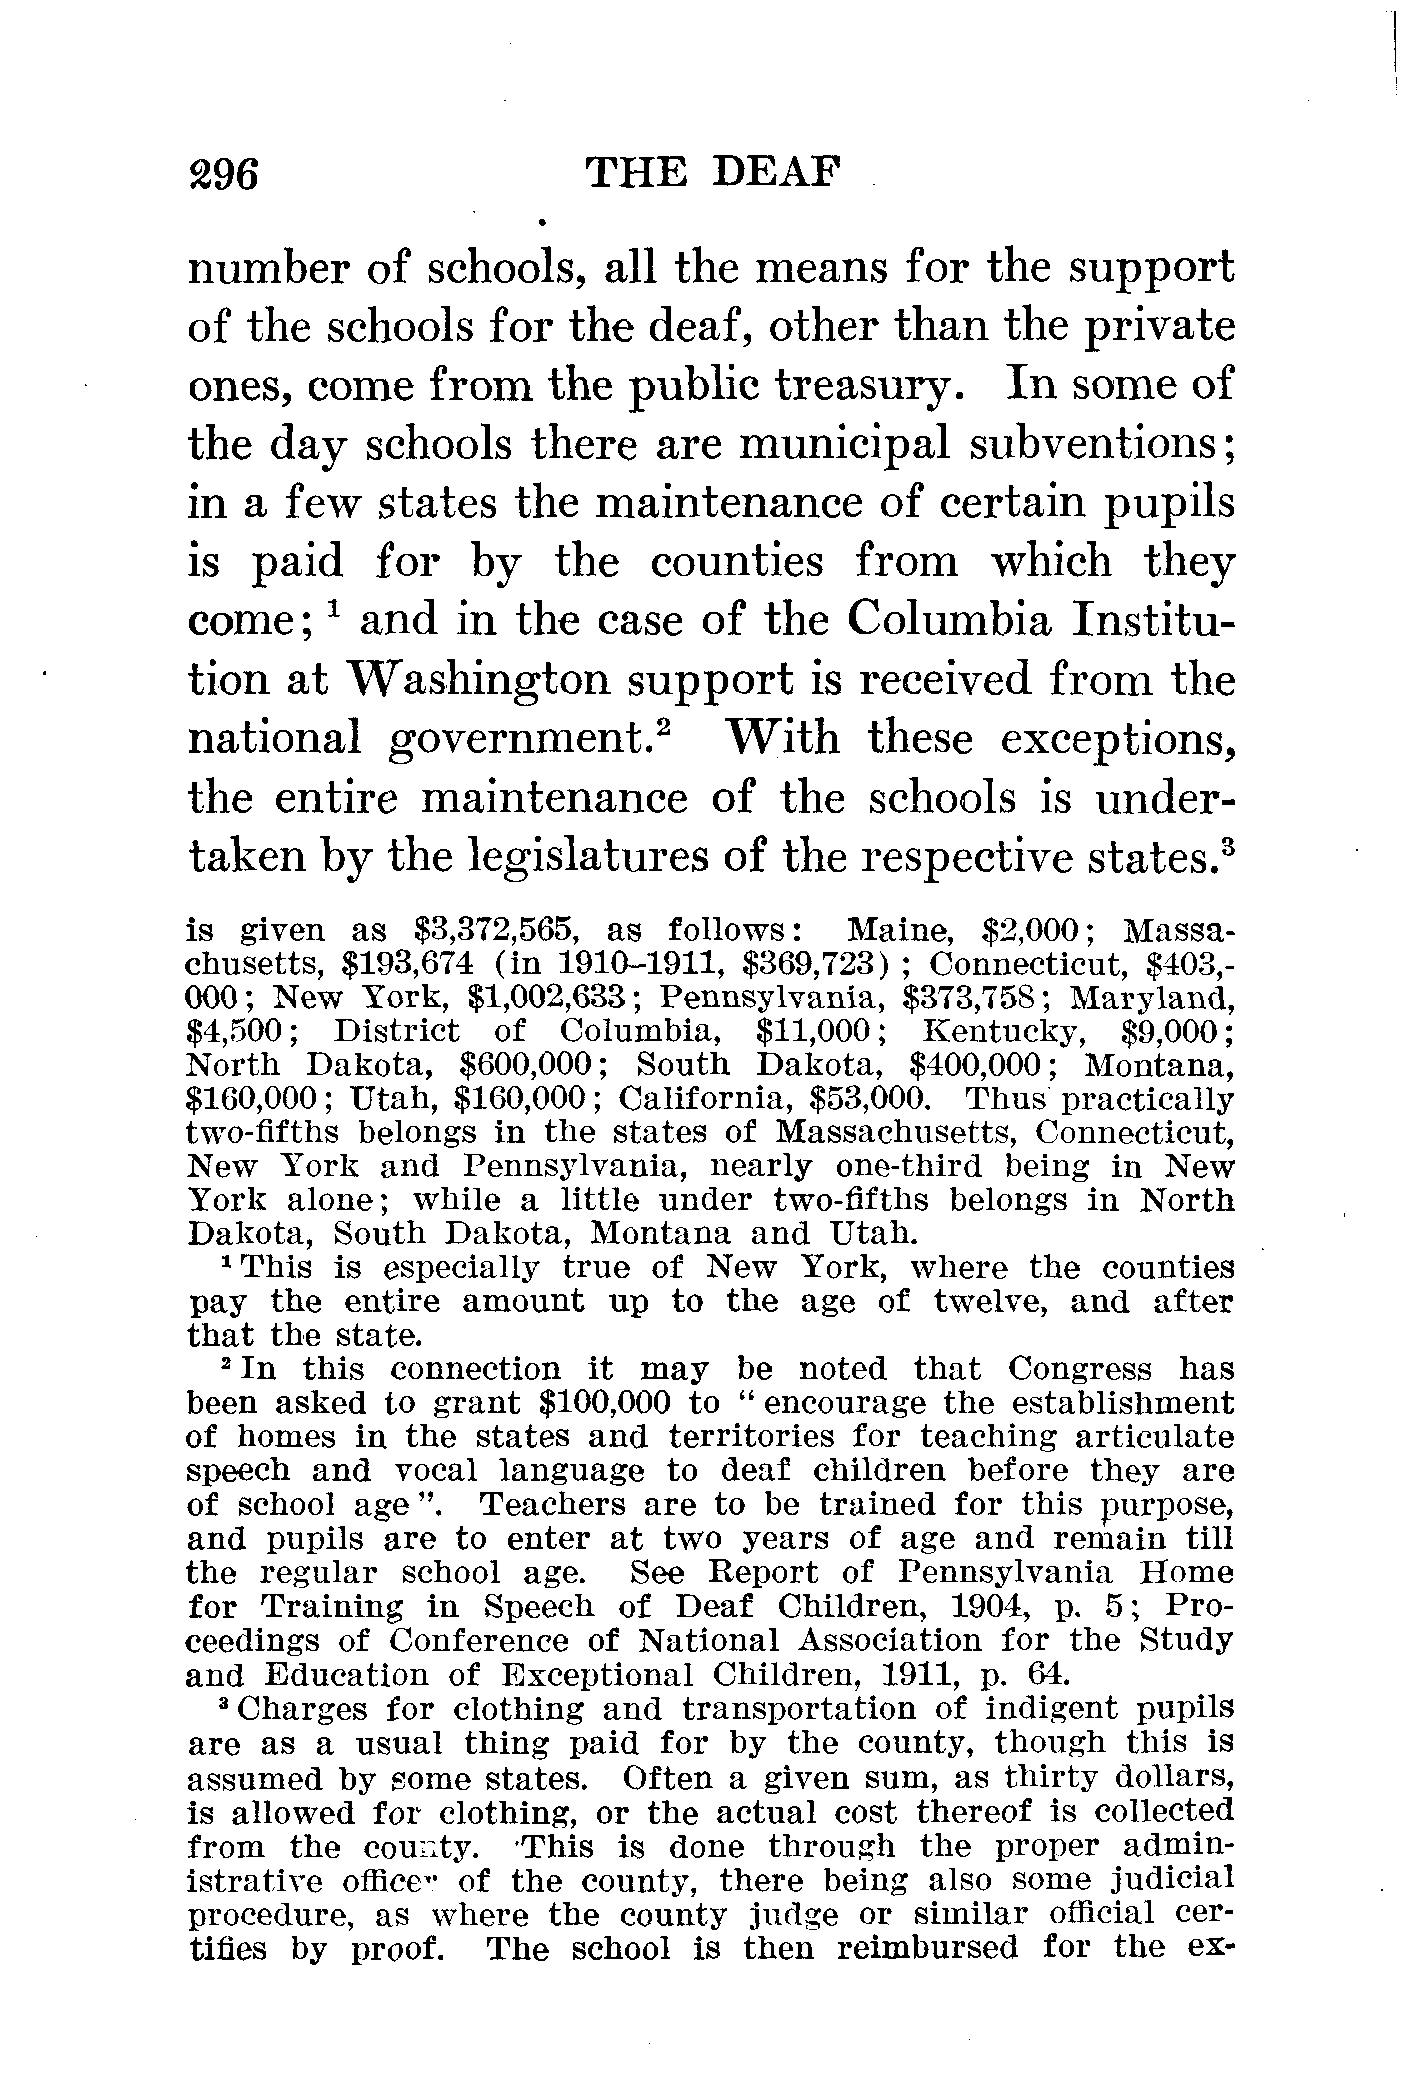 296 THE DEAF
number of schools, all the means for the support
of the schools for the deaf, other than the private
ones, come from the public treasury. In some of
the day schools there are municipal subventions;
in a few states the maintenance of certain pupils
is paid for by the counties from which they
come; ¹ and in the case of the Columbia Institu-
tion at Washington support is received from the
national government.² With these exceptions,
the entire maintenance of the schools is under-
taken by the legislatures of the respective states.³
is given as $3,372,565, as follows: Maine, $2,000; Massa-
chusetts, $193,674 (in 1910–1911, $369,723) ; Connecticut, $403,-
000; New York, $1,002,633; Pennsylvania, $373,758; Maryland,
$4,500; District of Columbia, $11,000; Kentucky, $9,000;
North Dakota, $600,000; South Dakota, $400,000; Montana,
$160,000; Utah, $160,000; California, $53,000. Thus practically
two-fifths belongs in the states of Massachusetts, Connecticut,
New York and Pennsylvania, nearly one-third being in New
York alone; while a little under two-fifths belongs in North
Dakota, South Dakota, Montana and Utah.
¹ This is especially true of New York, where the counties
pay the entire amount up to the age of twelve, and after
that the state.
² In this connection it may be noted that Congress has
been asked to grant $100,000 to " encourage the establishment
of homes in the states and territories for teaching articulate
speech and vocal language to deaf children before they are
of school age ". Teachers are to be trained for this purpose,
and pupils are to enter at two years of age and remain till
the regular school age. See Report of Pennsylvania Home
for Training in Speech of Deaf Children, 1904, p. 5; Pro-
ceedings of Conference of National Association for the Study
and Education of Exceptional Children, 1911, p. 64.
³ Charges for clothing and transportation of indigent pupils
are as a usual thing paid for by the county, though this is
assumed by some states. Often a given sum, as thirty dollars,
is allowed for clothing, or the actual cost thereof is collected
from the county. This is done through the proper admin-
istrative officer of the county, there being also some judicial
procedure, as where the county judge or similar official cer-
tifies by proof. The school is then reimbursed for the ex-